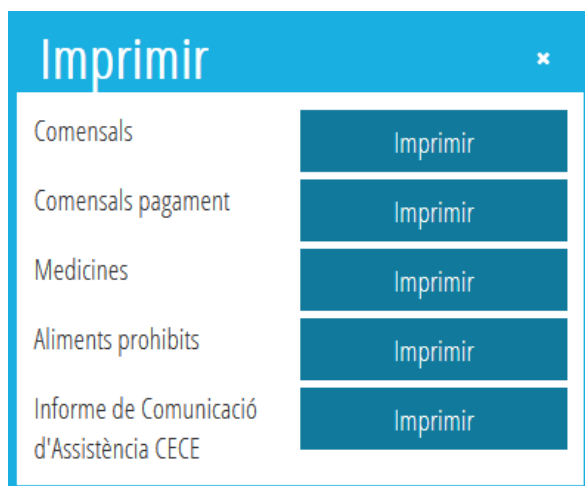 Imprimir
Comensals
Imprimir
Comensals pagament
Imprimir
Medicines
Imprimir
Aliments prohibits
Imprimir
Informe de Comunicació
d'Assistència CECE
Imprimir